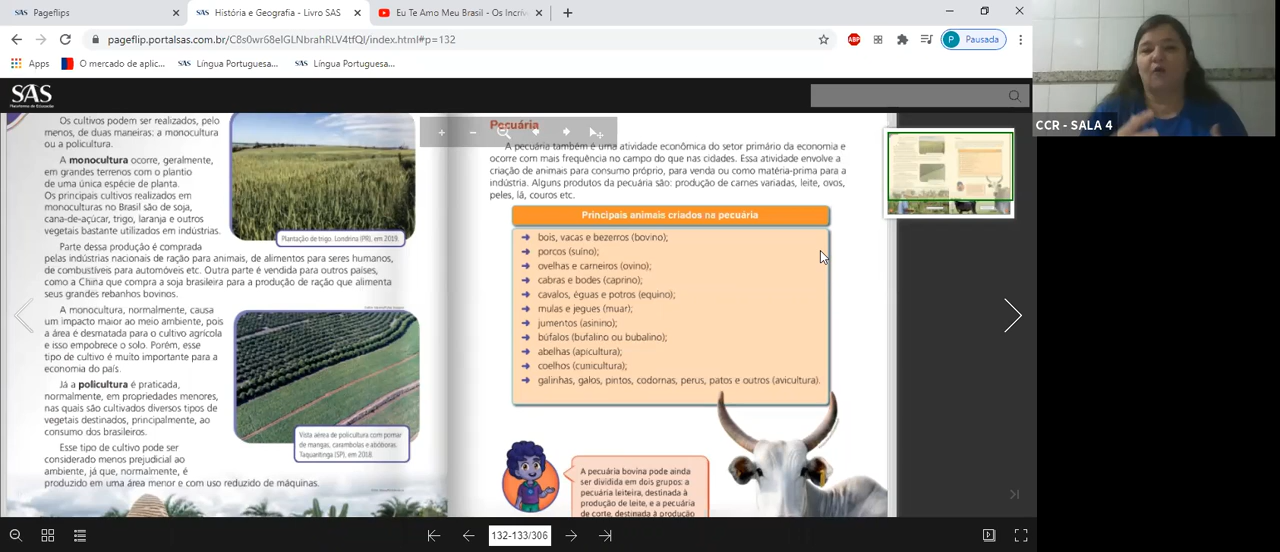 Pageflips
História e Geografia - Livro SAS
Eu Te Amo Meu Brasil - Os Incrív
pageflip.portalsas.com.br/C8s0wr68elGLNbrahRLV4tfQJ/index.html#p=132
ABP
P
Pausada
Apps
O mercado de aplic...
Língua Portuguesa...
Língua Portuguesa...
CCR - SALA 4
SAS
Plataforma de Educação
Os cultivos podem ser realizados, pelo
menos, de duas maneiras: a monocultura
ou a policultura.
A monocultura ocorre, geralmente,
em grandes terrenos com o plantio
de uma única espécie de planta.
Os principais cultivos realizados em
monoculturas no Brasil são de soja,
cana-de-açúcar, trigo, laranja e outros
vegetais bastante utilizados em indústrias.
Plantação de trigo. Londrina (PR), em 2019.
Parte dessa produção é comprada
pelas indústrias nacionais de ração para animais, de alimentos para seres humanos,
de combustíveis para automóveis etc. Outra parte é vendida para outros países,
como a China que compra a soja brasileira para a produção de ração que alimenta
seus grandes rebanhos bovinos.
A monocultura, normalmente, causa
um impacto maior ao meio ambiente, pois
a área é desmatada para o cultivo agrícola
e isso empobrece o solo. Porém, esse
tipo de cultivo é muito importante para a
economia do país.
Já a policultura é praticada,
normalmente, em propriedades menores,
nas quais são cultivados diversos tipos de
vegetais destinados, principalmente, ao
consumo dos brasileiros.
Vista aérea de policultura com pomar
de mangas, carambolas e abóboras.
Taquaritinga (SP), em 2018.
Esse tipo de cultivo pode ser
considerado menos prejudicial ao
ambiente, já que, normalmente, é
produzido em uma área menor e com uso reduzido de máquinas.
Pecuária
A pecuária também é uma atividade econômica do setor primário da economia e
ocorre com mais frequência no campo do que nas cidades. Essa atividade envolve a
criação de animais para consumo próprio, para venda ou como matéria-prima para a
indústria. Alguns produtos da pecuária são: produção de carnes variadas, leite, ovos,
peles, lá, couros etc.
Principais animais criados na pecuária
bois, vacas e bezerros (bovino);
porcos (suíno);
ovelhas e carneiros (ovino);
cabras e bodes (caprino);
cavalos, éguas e potros (equino);
mulas e jegues (muar);
jumentos (asinino);
búfalos (bufalino ou bubalino);
abelhas (apicultura);
coelhos (cunicultura);
galinhas, galos, pintos, codornas, perus, patos e outros (avicultura).
A pecuária bovina pode ainda
ser dividida em dois grupos: a
pecuária leiteira, destinada à
produção de leite, e a pecuária
de corte, destinada à produção
132-133/306